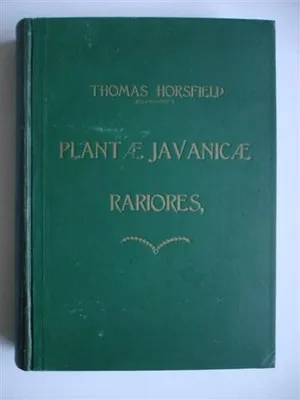 THOMAS HORSFIELD
PLANTÆ JAVANICÆ
RARIORES,